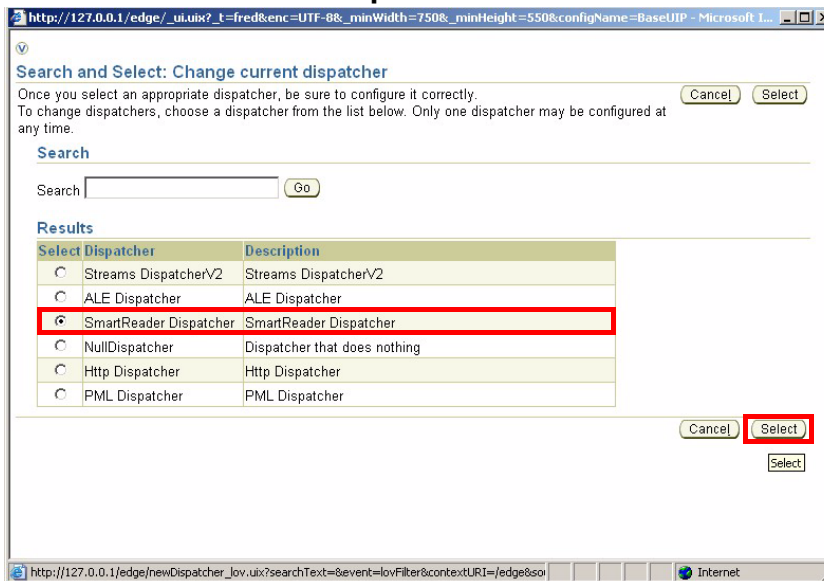 http://127.0.0.1/edge/_ui.uix?_t=fred&enc=UTF-8&_minWidth=750&_minHeight=550&configName=BaseUIP - Microsoft I...
Search and Select: Change current dispatcher
Once you select an appropriate dispatcher, be sure to configure it correctly.
Cancel Select
To change dispatchers, choose a dispatcher from the list below. Only one dispatcher may be configured at
any time.
Search
Search Go
Results
Select Dispatcher Description
Streams DispatcherV2 Streams DispatcherV2
ALE Dispatcher ALE Dispatcher
SmartReader Dispatcher SmartReader Dispatcher
NullDispatcher Dispatcher that does nothing
Http Dispatcher Http Dispatcher
PML Dispatcher PML Dispatcher
Cancel Select
Select
http://127.0.0.1/edge/newDispatcher_lov.uix?searchText=&event=lovFilter&contextURI=/edge&sou Internet